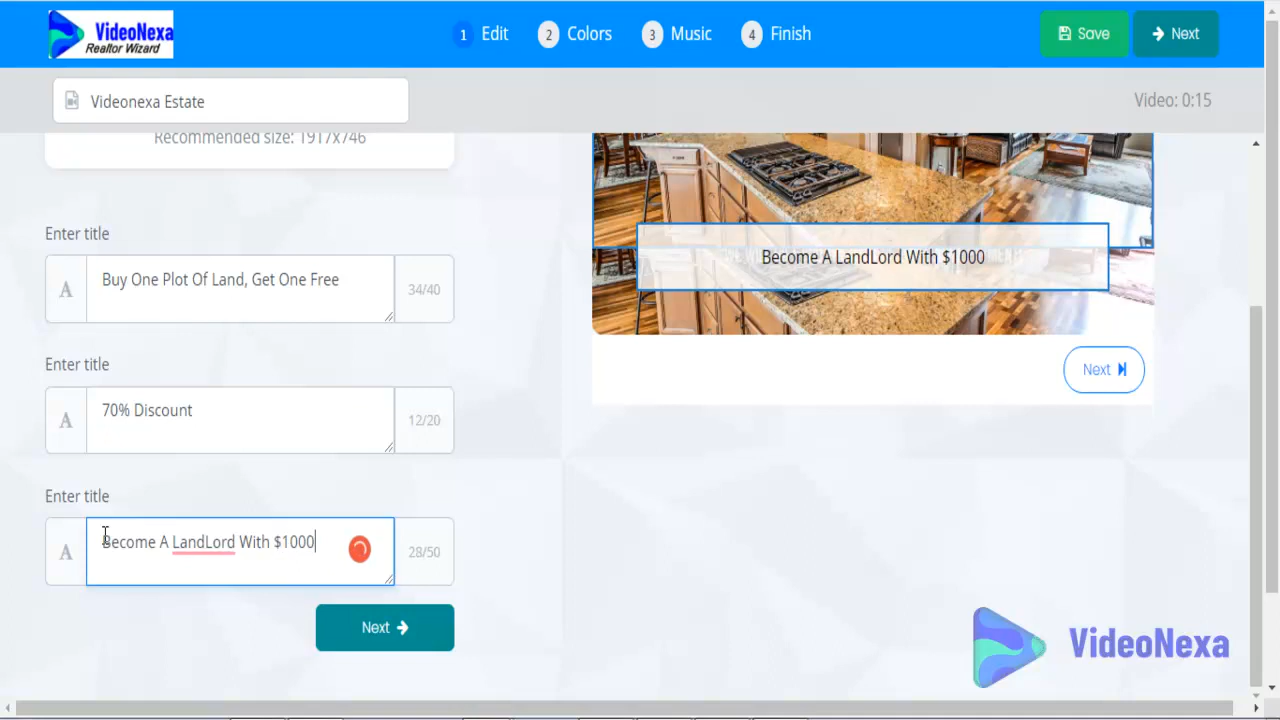 VideoNexa
Realtor Wizard
1 Edit
2 Colors
3 Music
4 Finish
Save
Next
Videonexa Estate
Video: 0:15
Recommended size: 1917x746
Enter title
A
Buy One Plot Of Land, Get One Free
34/40
Enter title
A
70% Discount
12/20
Enter title
A
Become A LandLord With $1000
28/50
Next
Become A LandLord With $1000
Next
VideoNexa